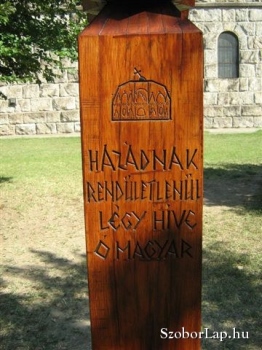 HAZÁDNAK
RENDÜLETLENÜL
LÉGY HÍVE
Ó MAGYAR
SzoborLap.hu